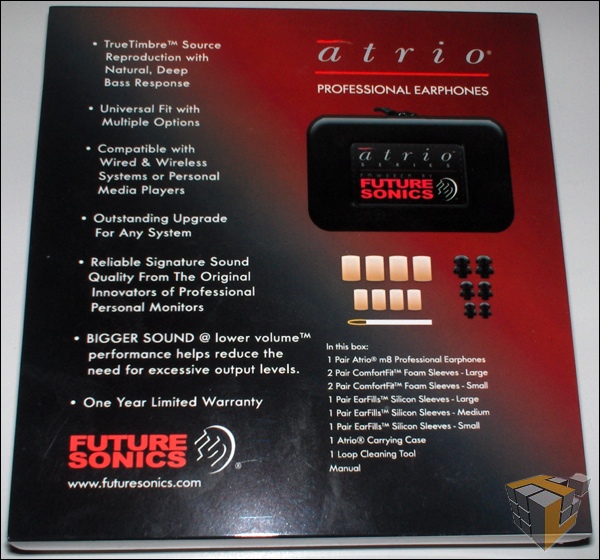 • TrueTimbre™ Source
Reproduction with
Natural, Deep
Bass Response
• Universal Fit with
Multiple Options
• Compatible with
Wired & Wireless
Systems or Personal
Media Players
• Outstanding Upgrade
For Any System
• Reliable Signature Sound
Quality From The Original
Innovators of Professional
Personal Monitors
• BIGGER SOUND @ lower volume™
performance helps reduce the
need for excessive output levels.
• One Year Limited Warranty
FUTURE
SONICS®
www.futuresonics.com
atrio®
PROFESSIONAL EARPHONES
atrio
SERIES
POWERED BY
FUTURE
SONICS
In this box:
1 Pair Atrio® m8 Professional Earphones
2 Pair ComfortFit™ Foam Sleeves - Large
2 Pair ComfortFit™ Foam Sleeves - Small
1 Pair EarFills™ Silicon Sleeves - Large
1 Pair EarFills™ Silicon Sleeves - Medium
1 Pair EarFills™ Silicon Sleeves - Small
1 Atrio® Carrying Case
1 Loop Cleaning Tool
Manual